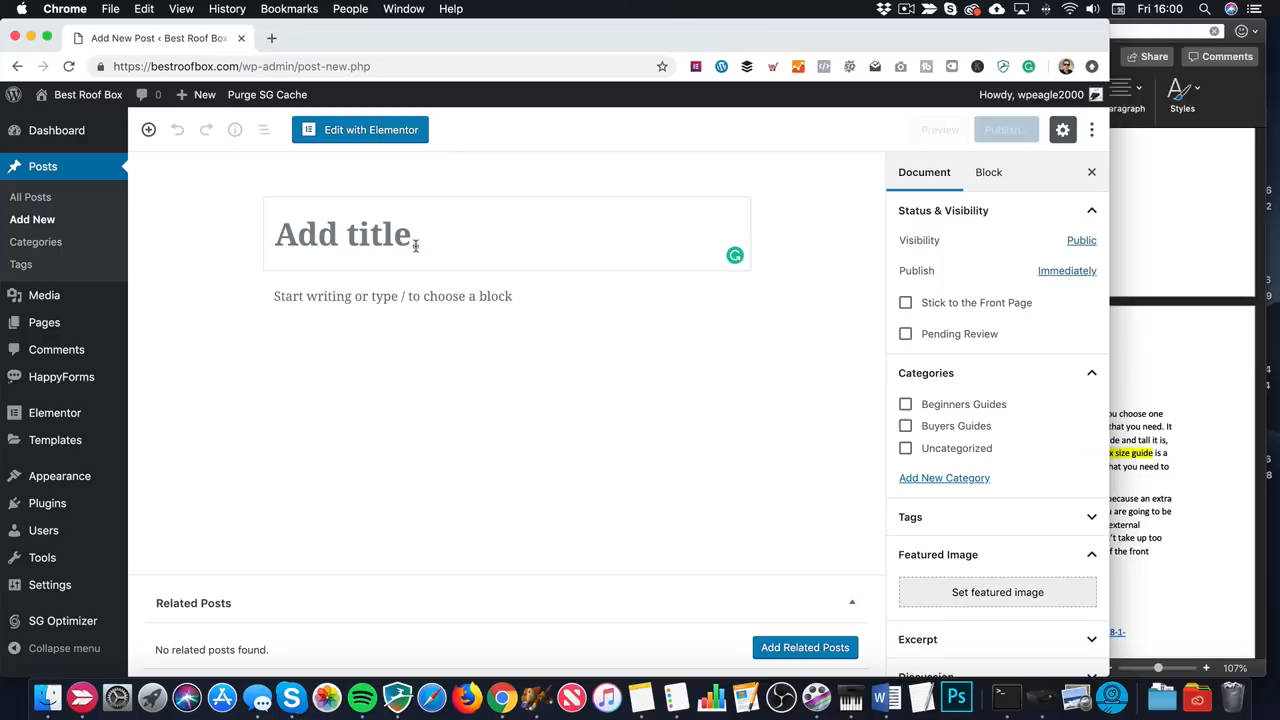 Chrome File Edit View History Bookmarks People Window Help Fri 16:00
Add New Post ‹ Best Roof Box
https://bestroofbox.com/wp-admin/post-new.php
Share Comments
Best Roof Box 0 New Purge SG Cache Howdy, wpeagle2000
aragraph Styles
Dashboard
Edit with Elementor
Preview Publish...
Posts
All Posts
Add New
Categories
Tags
Media
Pages
Comments
HappyForms
Elementor
Templates
Appearance
Plugins
Users
Tools
Settings
SG Optimizer
Collapse menu
Add title
Start writing or type / to choose a block
Related Posts
No related posts found.
Add Related Posts
Document Block
Status & Visibility
Visibility Public
Publish Immediately
Stick to the Front Page
Pending Review
Categories
Beginners Guides
Buyers Guides
Uncategorized
Add New Category
Tags
Featured Image
Set featured image
Excerpt
ou choose one
that you need. It
de and tall it is,
x size guide is a
hat you need to
because an extra
u are going to be
external
't take up too
f the front
8-1-
107%